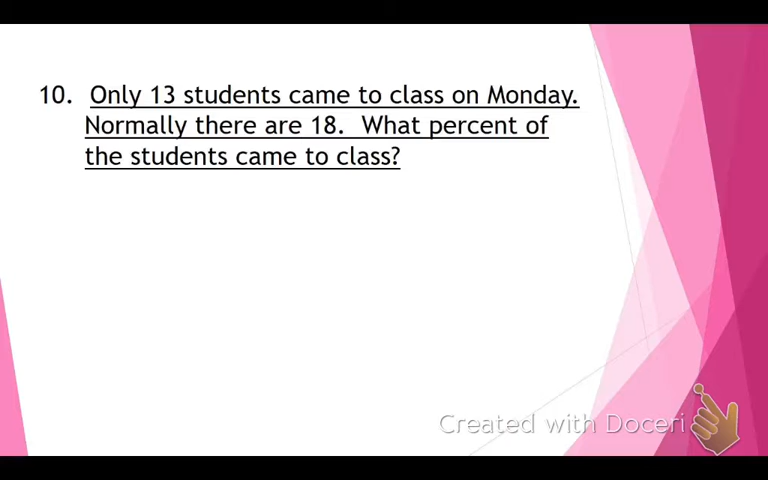 10. Only 13 students came to class on Monday.
Normally there are 18. What percent of
the students came to class?
Created with Doceri